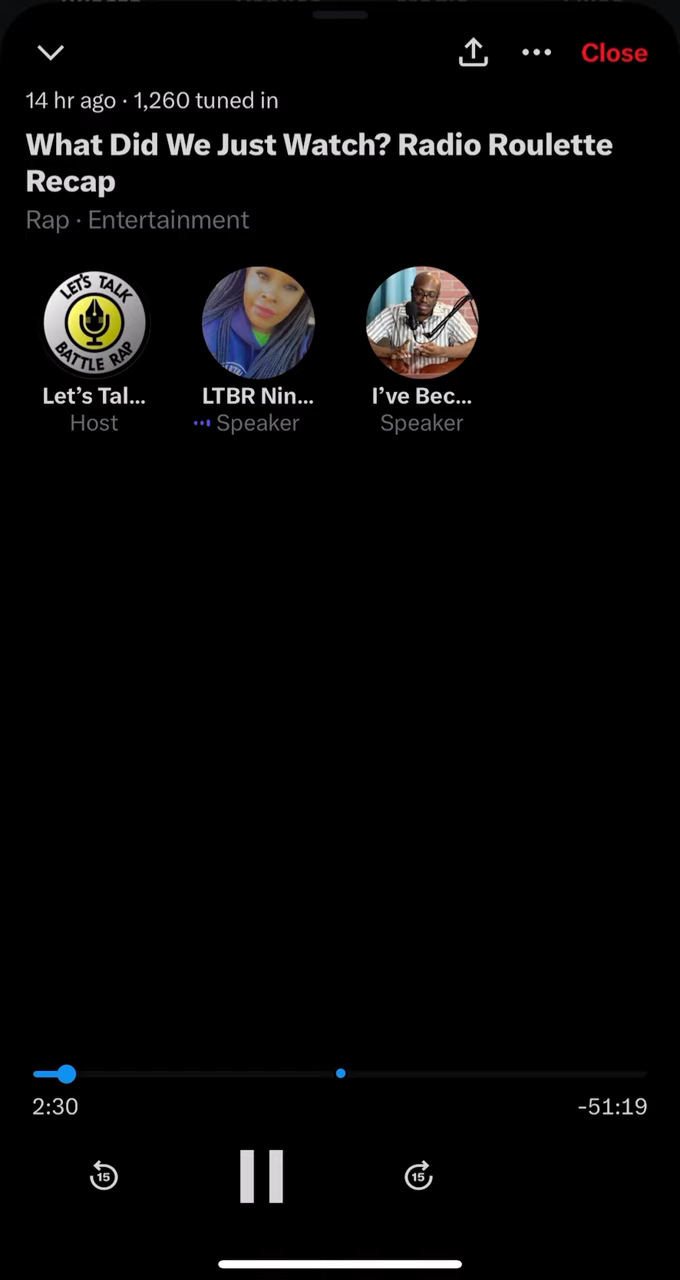 Close
14 hr ago · 1,260 tuned in
What Did We Just Watch? Radio Roulette
Recap
Rap · Entertainment
LET'S TALK
BATTLE RAP
Let's Tal... LTBR Nin... I've Bec...
Host Speaker Speaker
2:30 -51:19
15 15